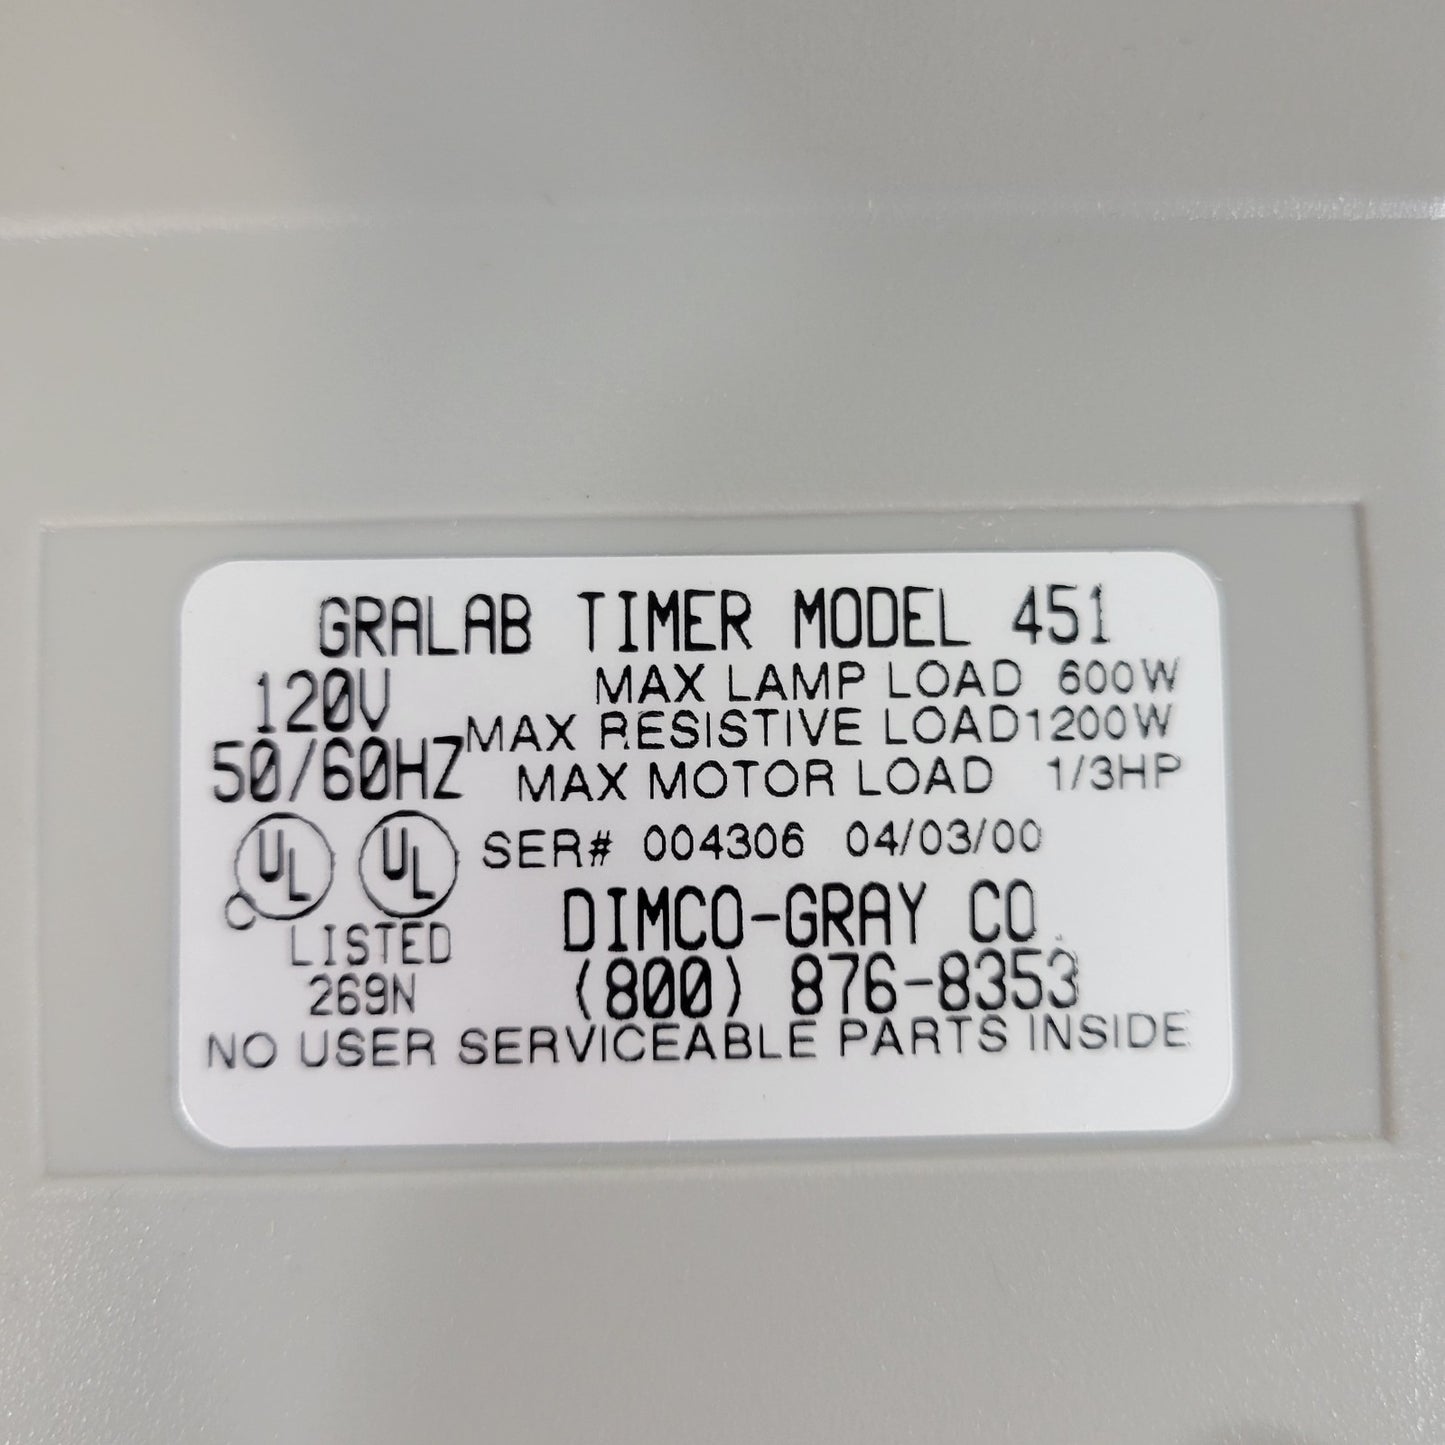 GRALAB TIMER MODEL 451
120V MAX LAMP LOAD 600W
MAX RESISTIVE LOAD 1200W
50/60HZ MAX MOTOR LOAD 1/3HP
UL UL SER# 004306 04/03/00
C LISTED DIMCO-GRAY CO.
269N (800) 876-8353
NO USER SERVICEABLE PARTS INSIDE